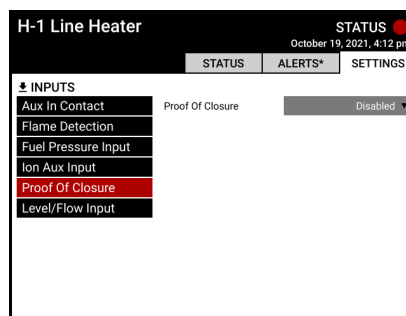 H-1 Line Heater
STATUS
October 19, 2021, 4:12 pm
STATUS ALERTS* SETTINGS
INPUTS
Aux In Contact
Proof Of Closure Disabled
Flame Detection
Fuel Pressure Input
Ion Aux Input
Proof Of Closure
Level/Flow Input